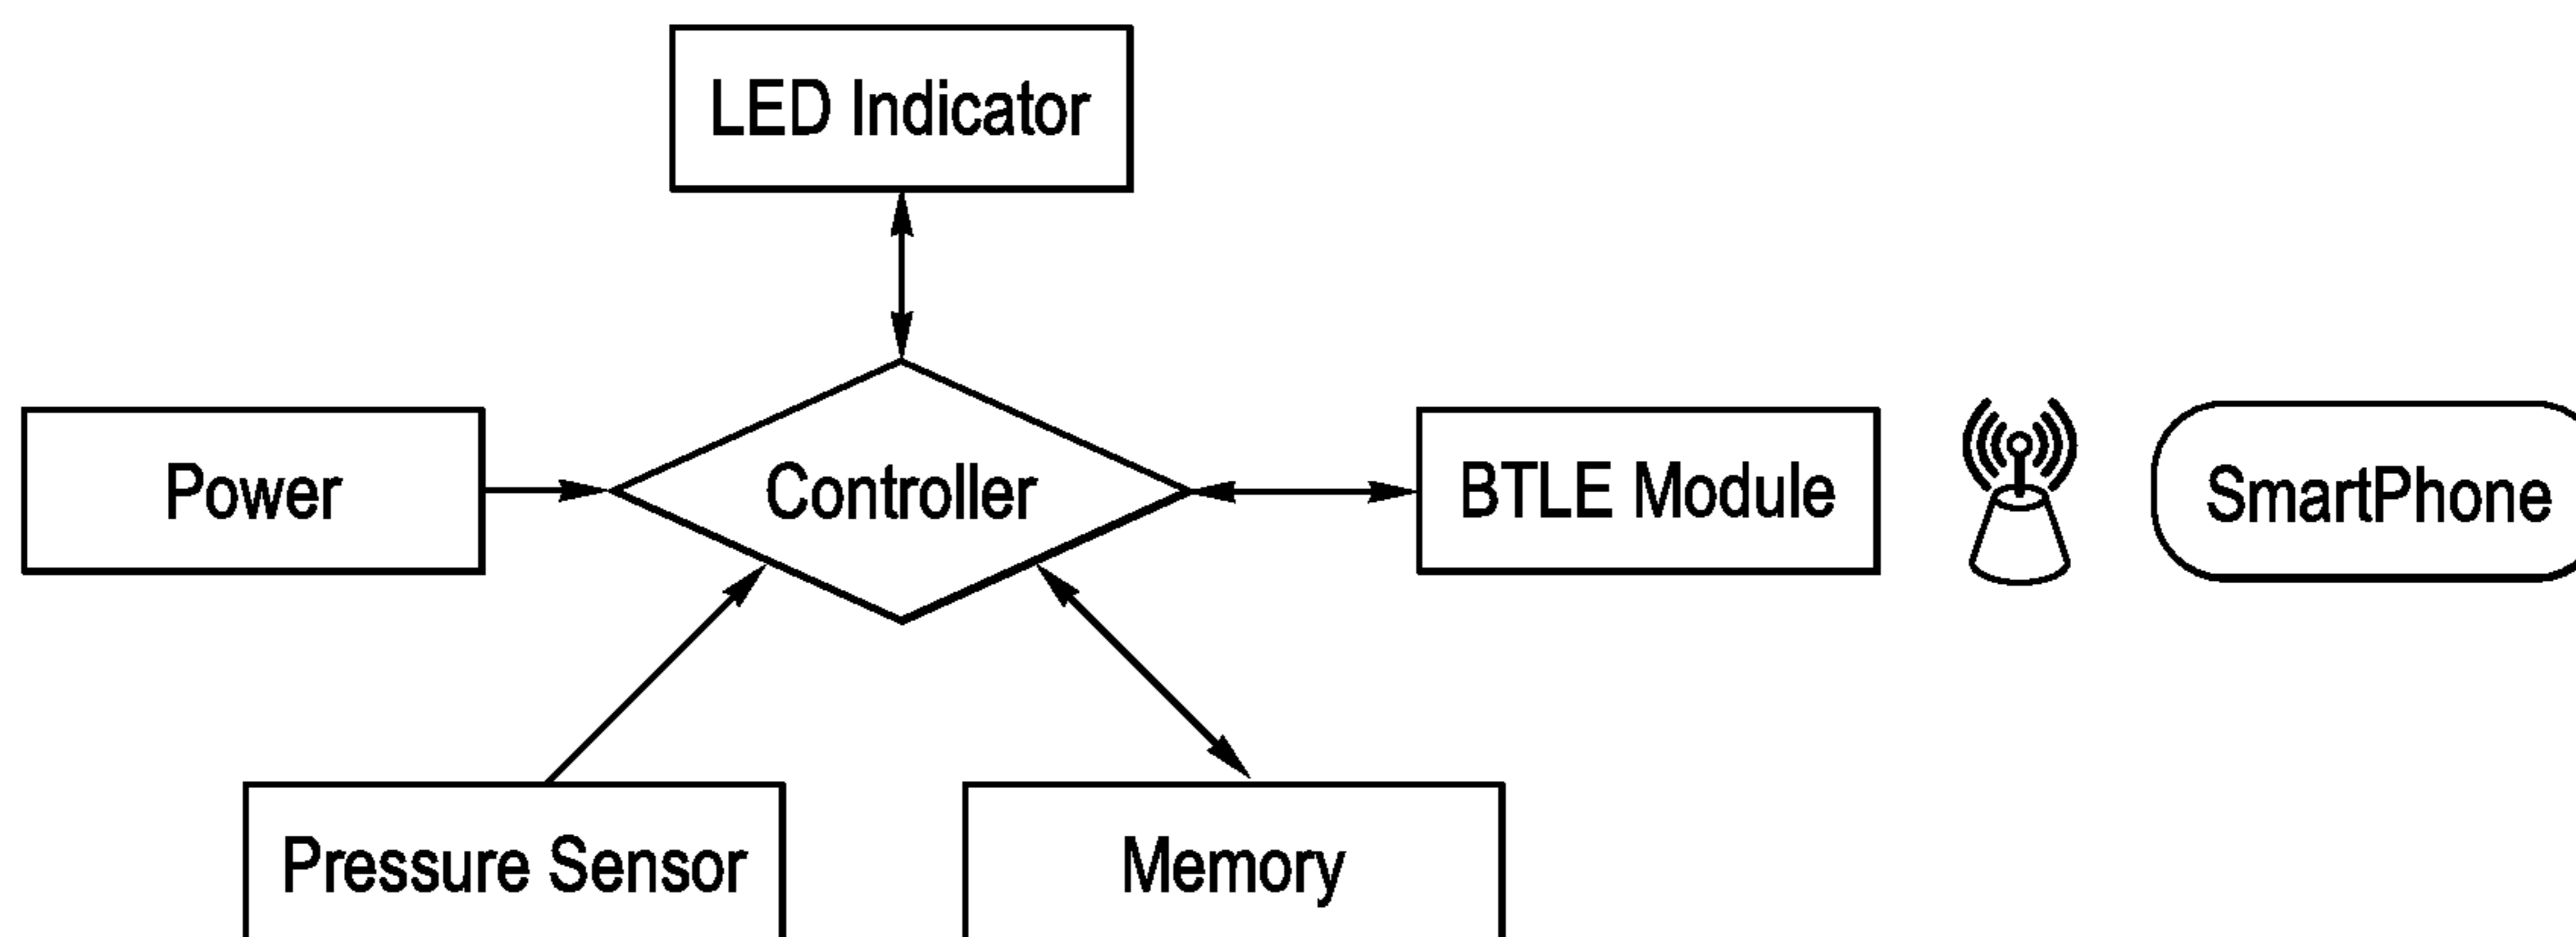 LED Indicator
Power
Controller
BTLE Module
SmartPhone
Pressure Sensor
Memory